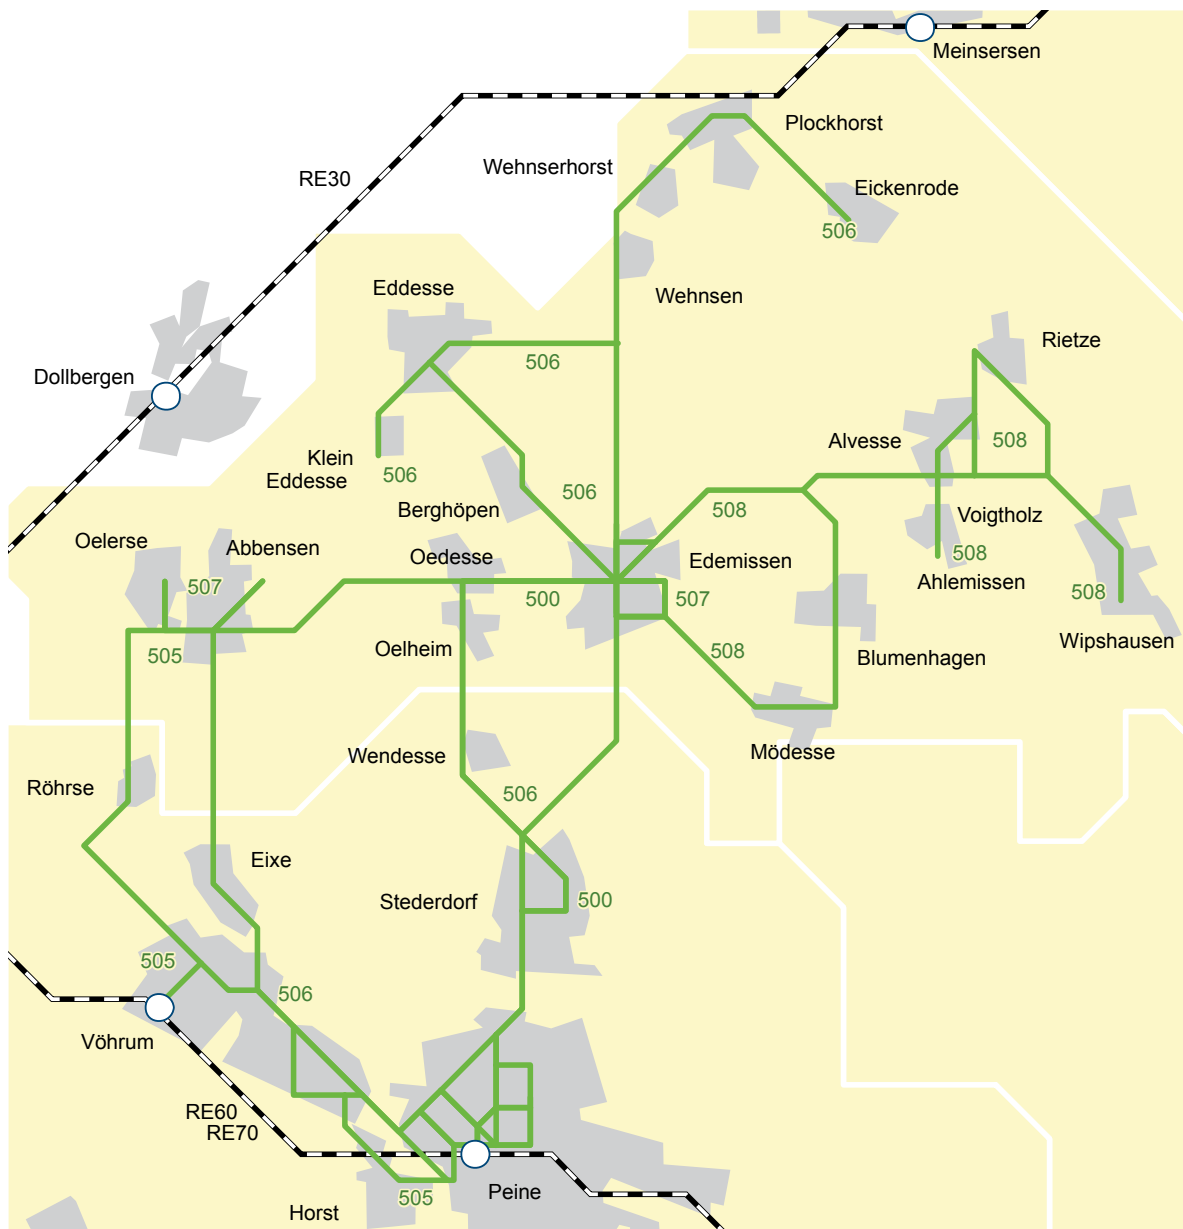 Meinsersen
Plockhorst
Wehnserhorst
RE30
Eickenrode
506
Wehnsen
Eddesse
Rietze
506
Dollbergen
Alvesse
508
Klein
Eddesse
506
506
Berghöpen
508
Voigtholz
Oelerse
Abbensen
Oedesse
Edemissen
508
Ahlemissen
507
500
507
508
Wipshausen
505
Oelheim
508
Blumenhagen
Wendesse
Mödesse
Röhrse
506
Eixe
Stederdorf
500
505
506
Vöhrum
RE60
RE70
505
Peine
Horst